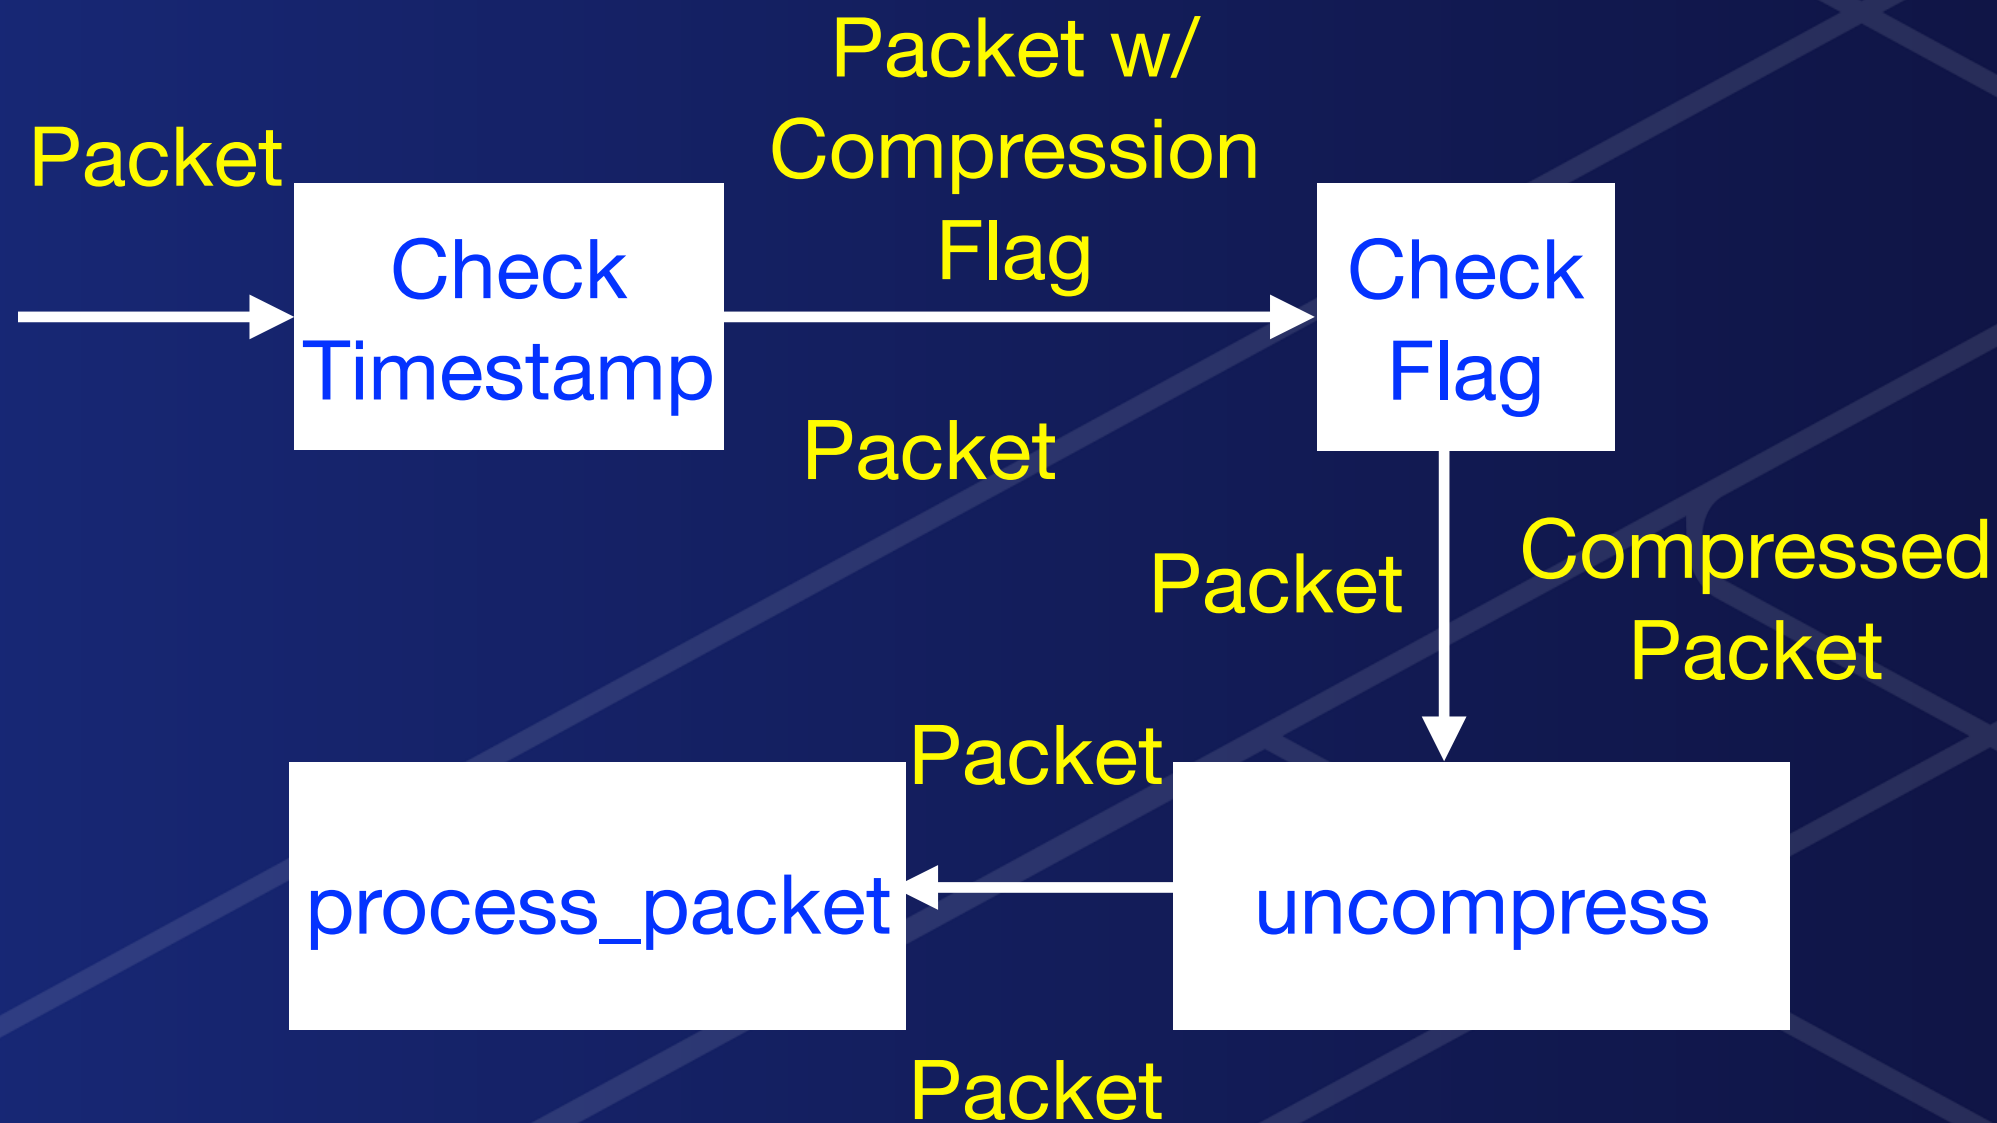 Packet
Packet w/
Compression
Flag
Check
Timestamp
Check
Flag
Packet
Packet
Compressed
Packet
Packet
process_packet
uncompress
Packet